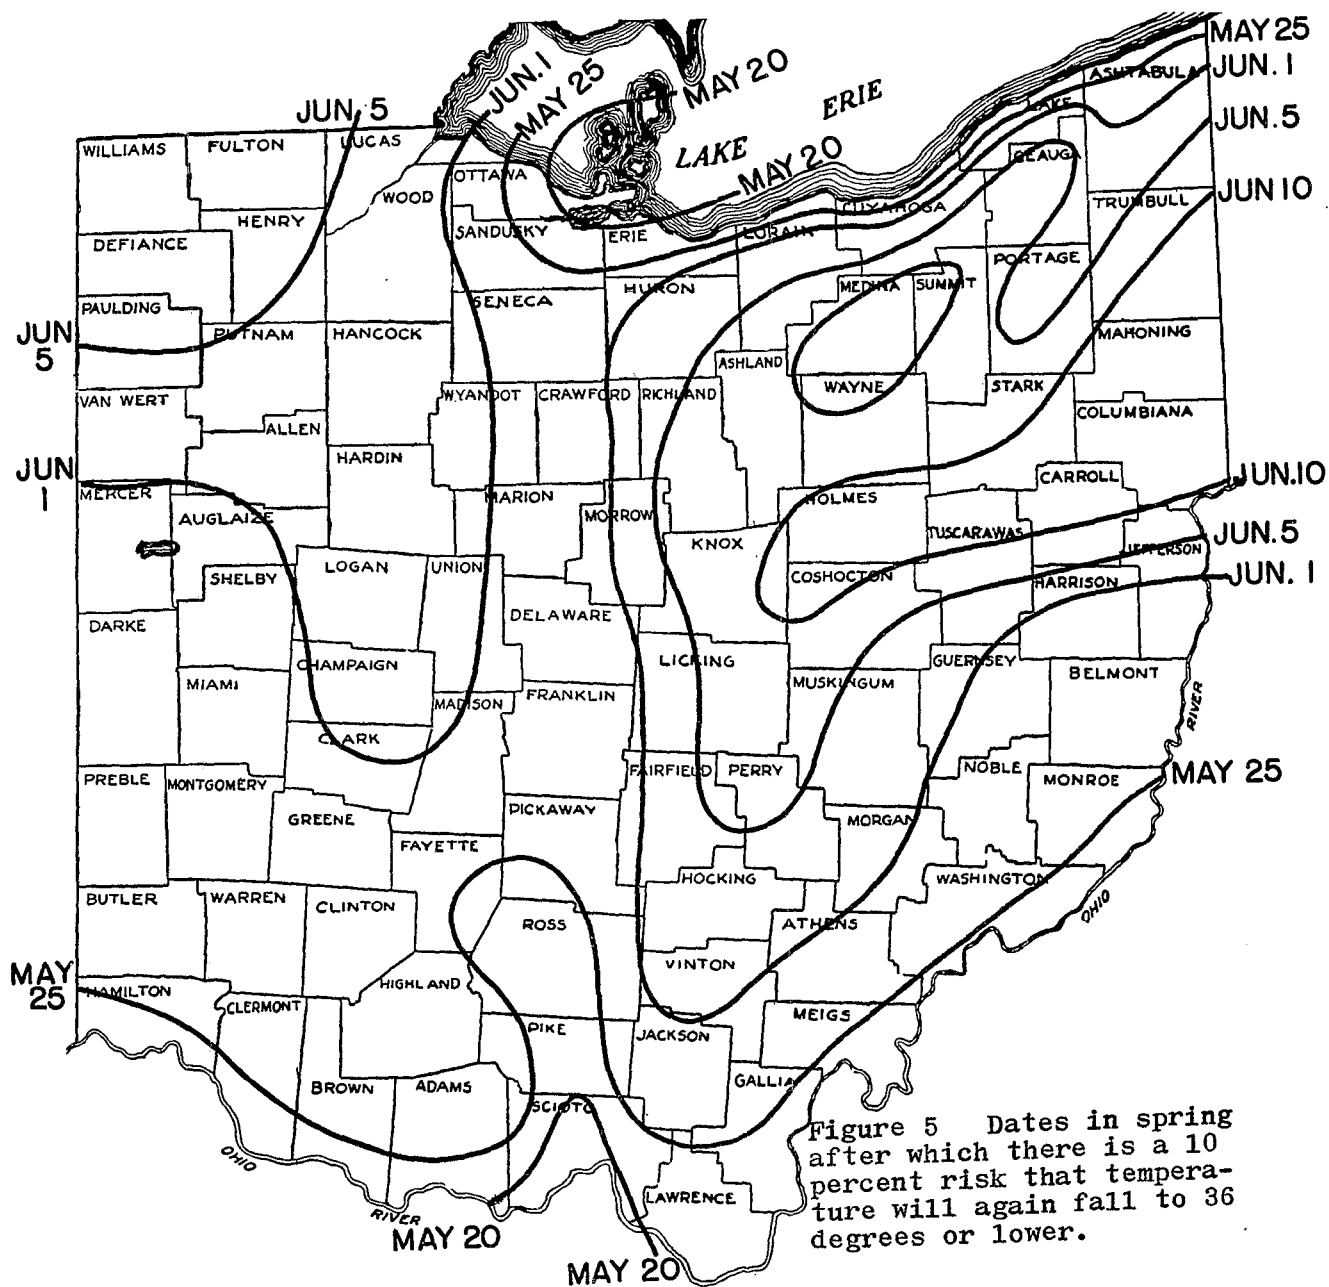 MAY 25
JUN. 1
MAY 25
MAY 20
ERIE
ASHTABULA
JUN. 1
JUN. 5
LAKE
JUN. 5
WILLIAMS
FULTON
LUCAS
LAKE
GEAUGA
OTTAWA
MAY 20
JUN 10
WOOD
CUYAHOGA
TRUMBULL
HENRY
SANDUSKY
ERIE
LORAIN
DEFIANCE
PORTAGE
SENECA
HURON
MEDINA
SUMMIT
PAULDING
JUN
5
PUTNAM
HANCOCK
MAHONING
ASHLAND
VAN WERT
WYANDOT
CRAWFORD
RICHLAND
WAYNE
STARK
COLUMBIANA
ALLEN
HARDIN
JUN
1
MERCER
MARION
HOLMES
CARROLL
JUN. 10
AUGLAIZE
MORROW
KNOX
TUSCARAWAS
JEFFERSON
JUN. 5
SHELBY
LOGAN
UNION
COSHOCTON
HARRISON
JUN. 1
DARKE
DELAWARE
CHAMPAIGN
LICKING
GUERNSEY
BELMONT
MIAMI
MADISON
FRANKLIN
MUSKINGUM
RIVER
CLARK
PREBLE
MONTGOMERY
FAIRFIELD
PERRY
NOBLE
MONROE
MAY 25
GREENE
PICKAWAY
MORGAN
FAYETTE
HOCKING
WASHINGTON
BUTLER
WARREN
CLINTON
ROSS
ATHENS
OHIO
VINTON
MAY
25
HAMILTON
CLERMONT
HIGHLAND
PIKE
JACKSON
MEIGS
BROWN
ADAMS
GALLIA
SCIOTO
OHIO
LAWRENCE
RIVER
MAY 20
MAY 20
Figure 5 Dates in spring
after which there is a 10
percent risk that tempera-
ture will again fall to 36
degrees or lower.